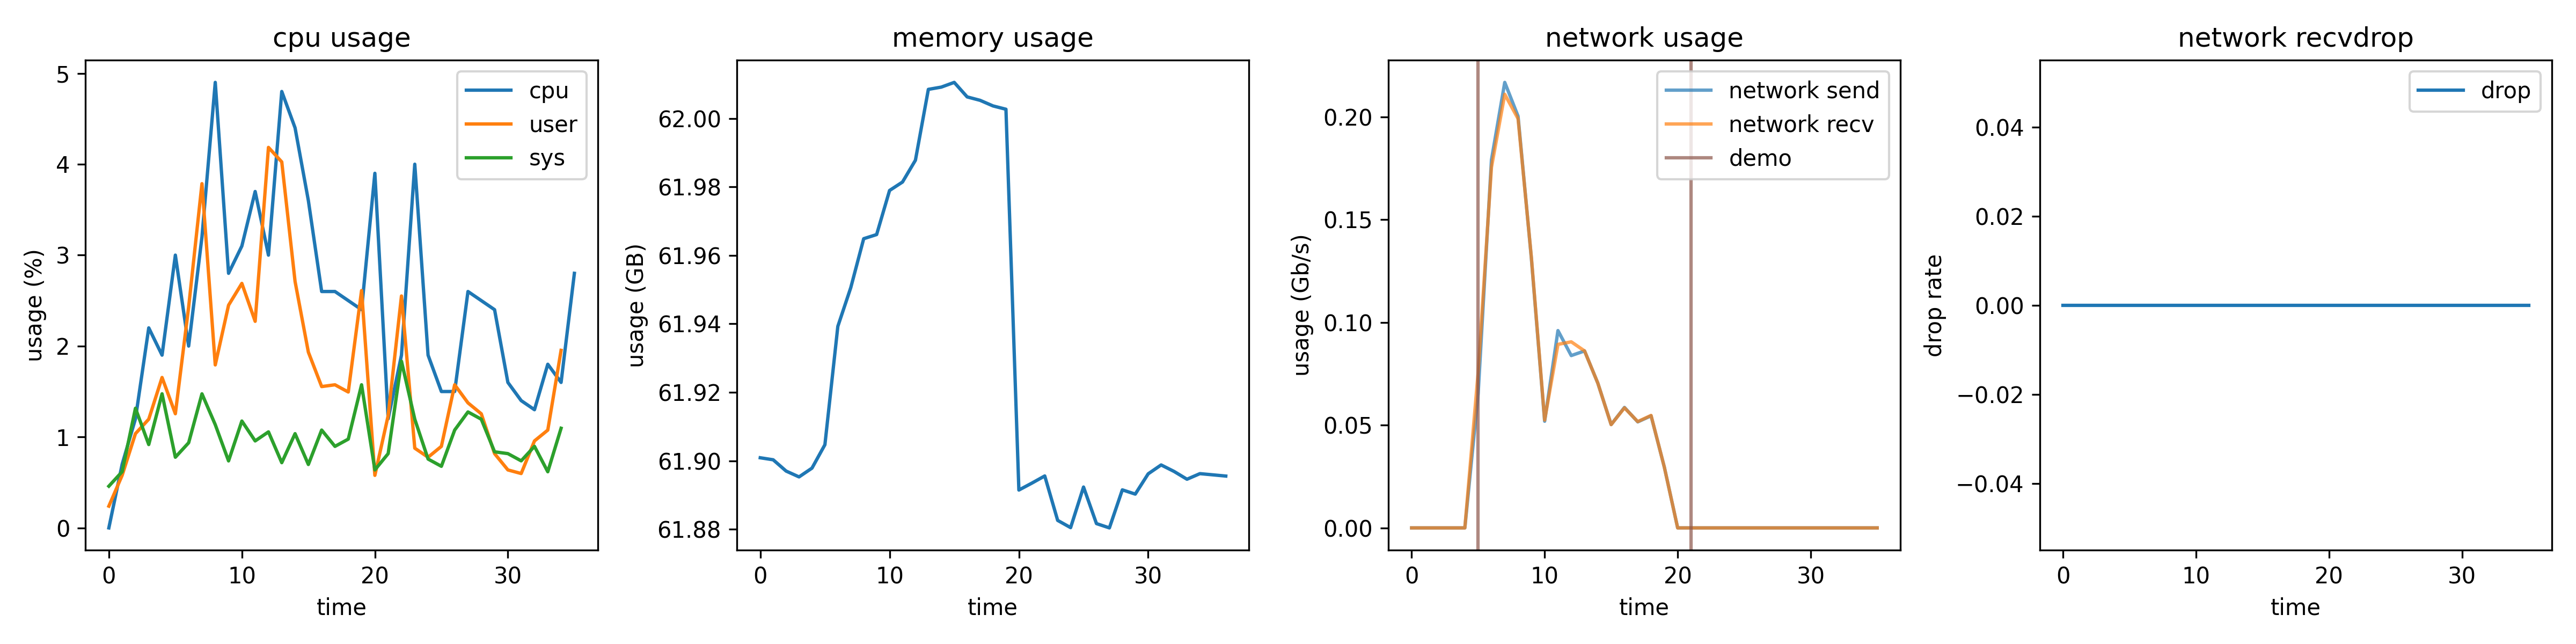 cpu usage
usage (%)
5
4
3
2
1
0
cpu
user
sys
0 10 20 30
time
memory usage
usage (GB)
62.00
61.98
61.96
61.94
61.92
61.90
61.88
0 10 20 30
time
network usage
usage (Gb/s)
0.20
0.15
0.10
0.05
0.00
network send
network recv
demo
0 10 20 30
time
network recvdrop
drop rate
0.04
0.02
0.00
−0.02
−0.04
drop
0 10 20 30
time